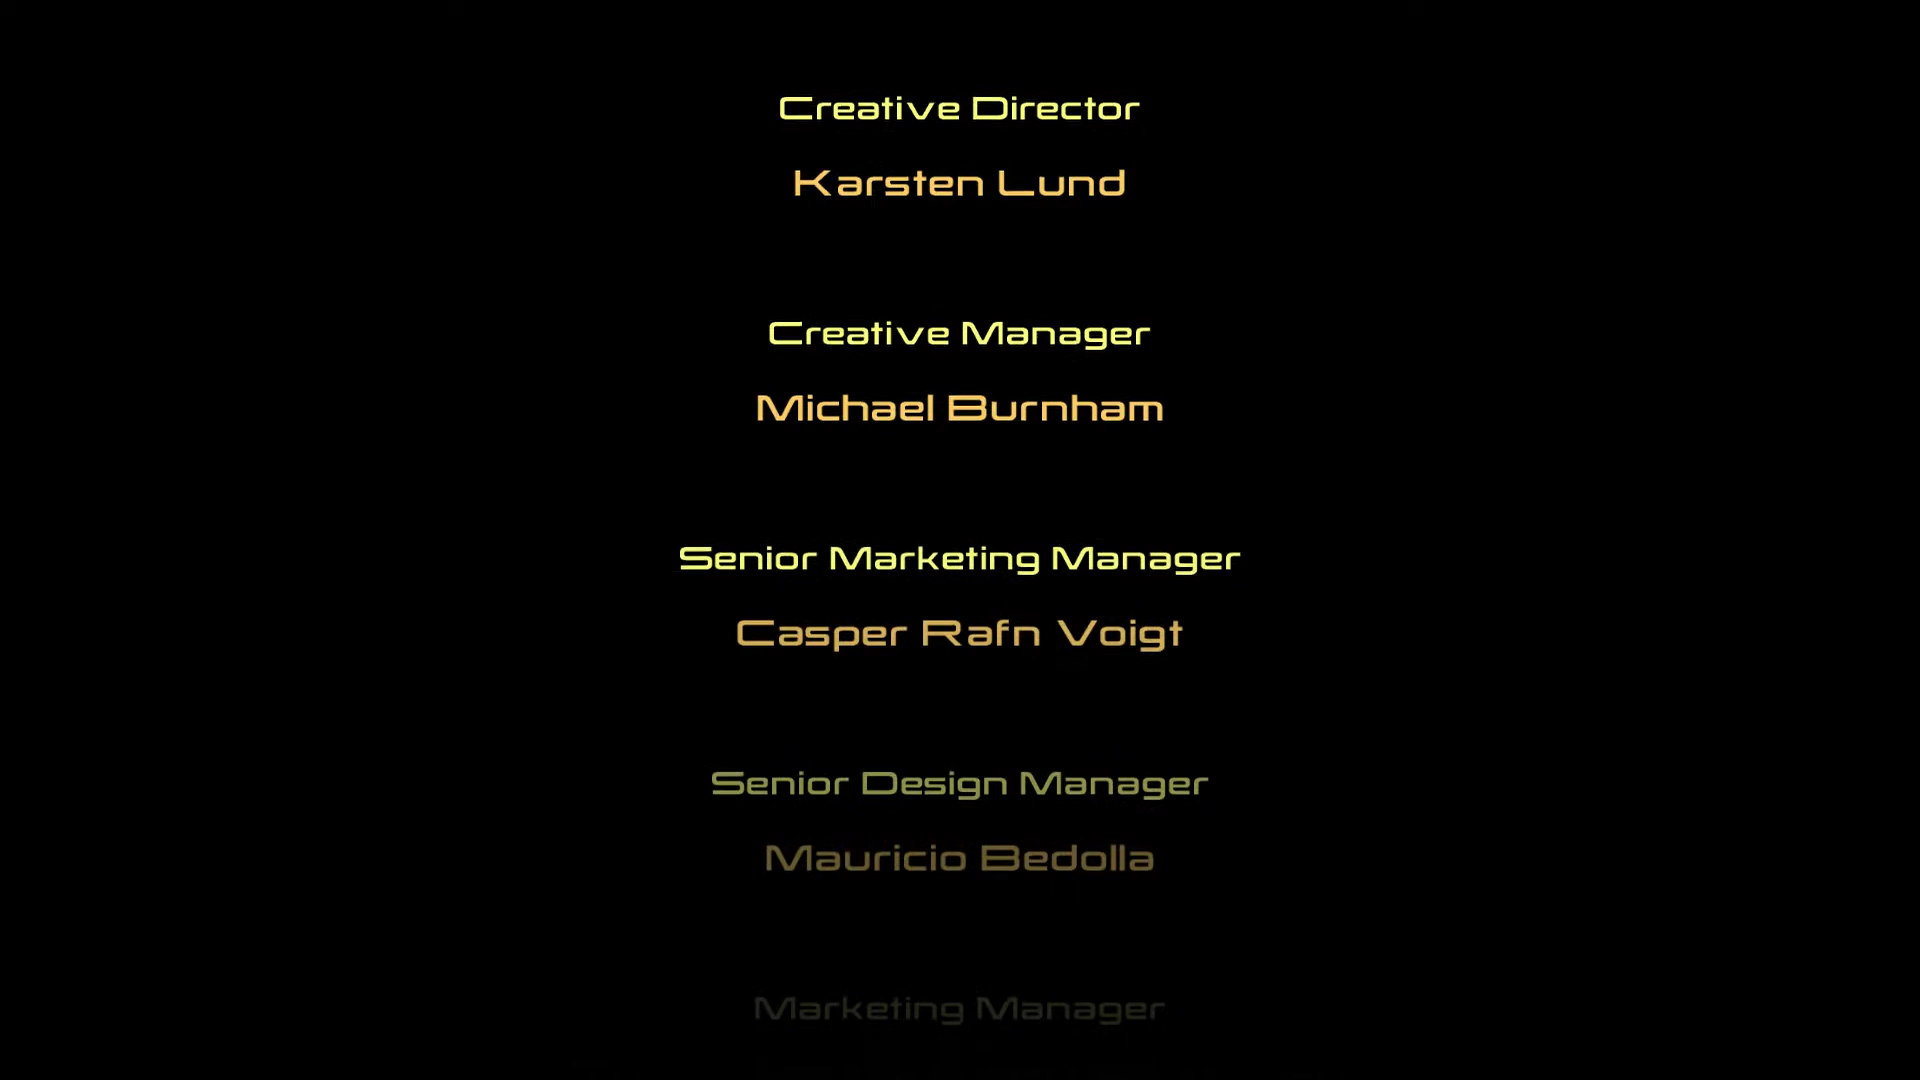 Creative Director
Karsten Lund
Creative Manager
Michael Burnham
Senior Marketing Manager
Casper Rafn Voigt
Senior Design Manager
Mauricio Bedolla
Marketing Manager